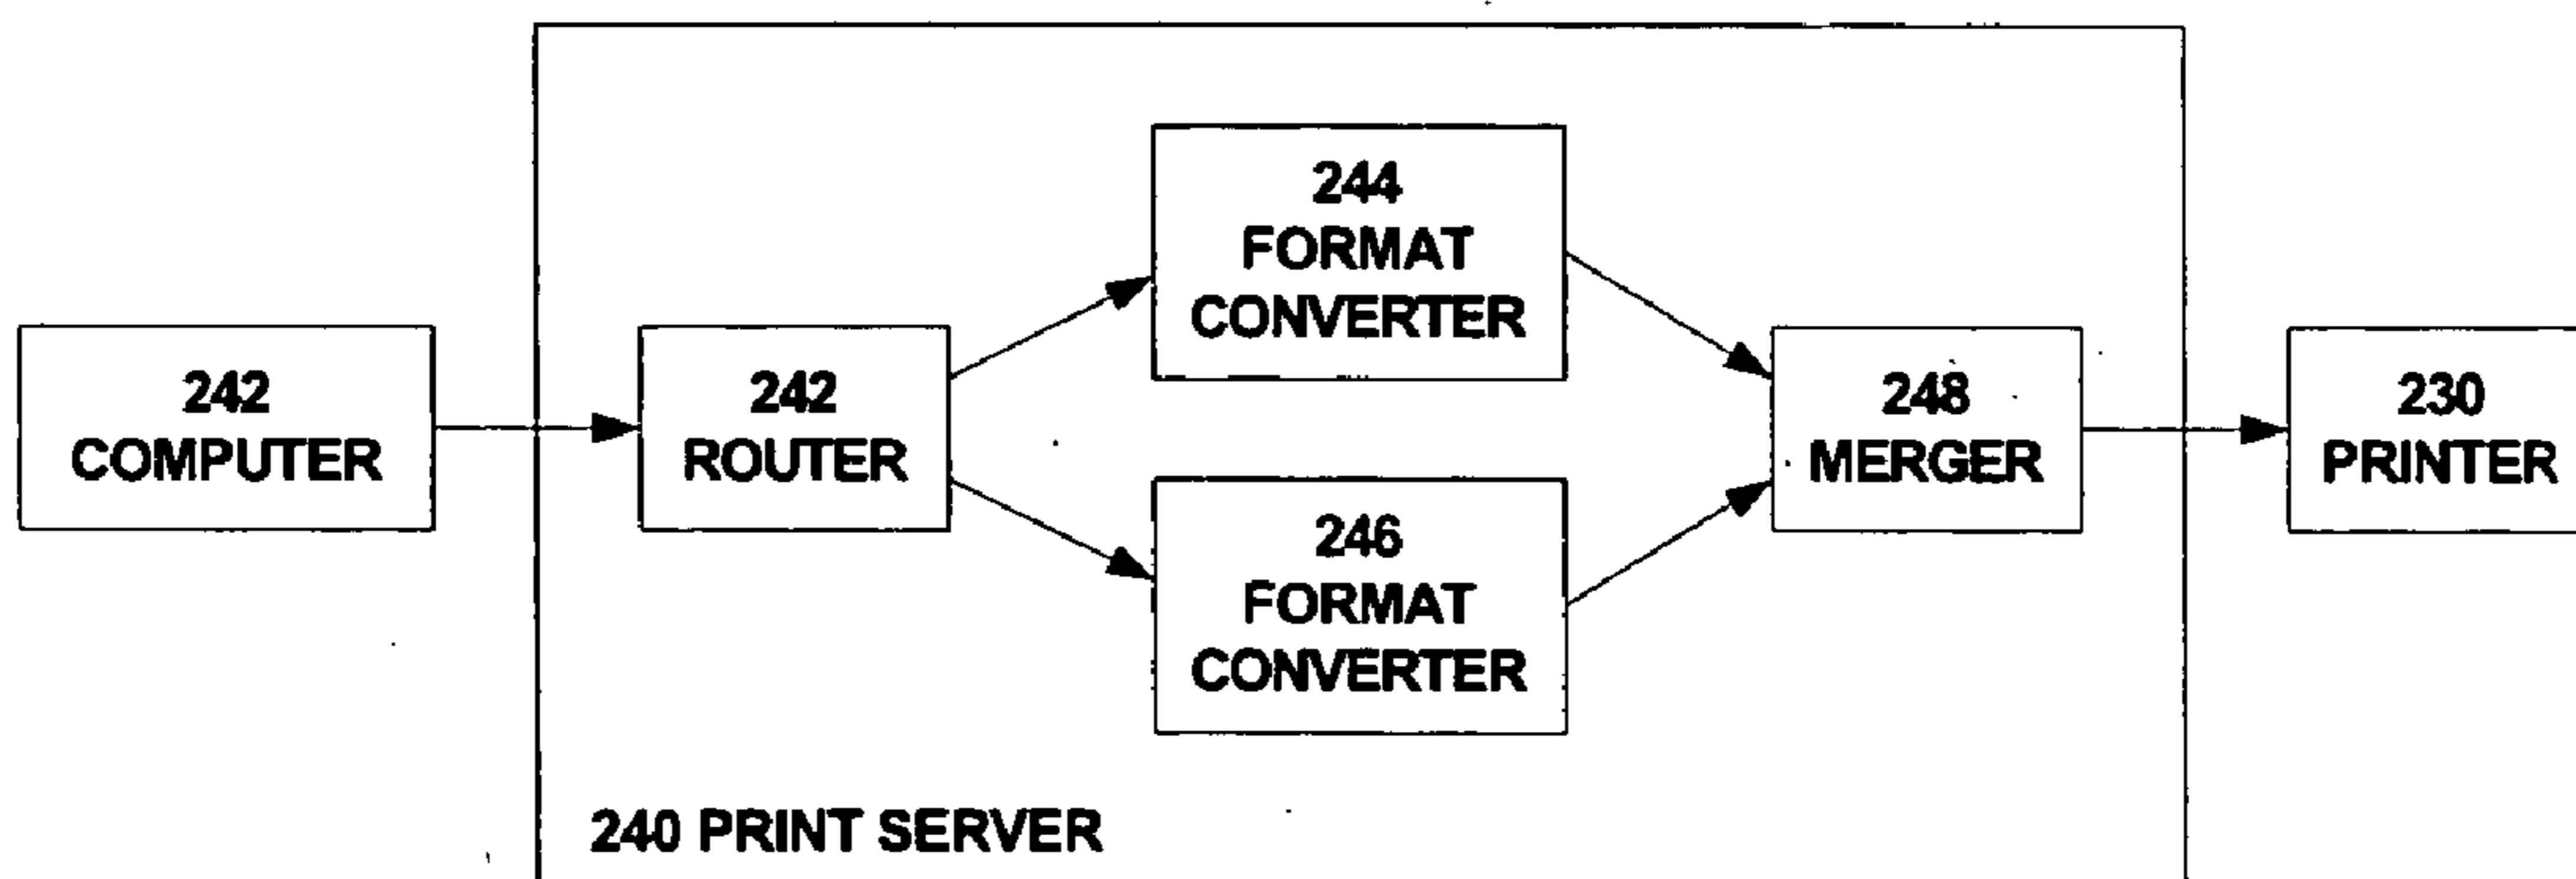 242
COMPUTER
242
ROUTER
244
FORMAT
CONVERTER
246
FORMAT
CONVERTER
248
MERGER
230
PRINTER
240 PRINT SERVER